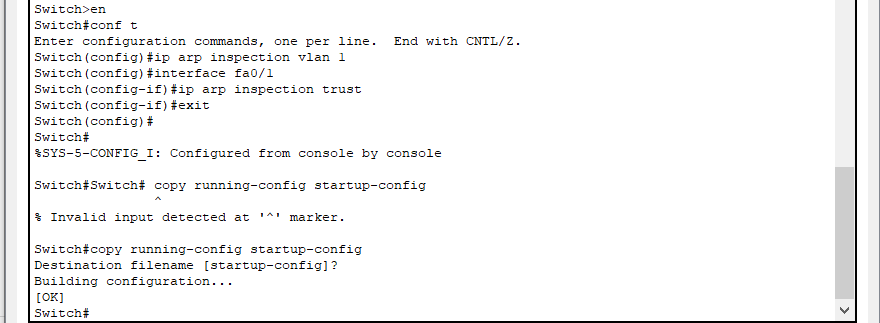 Switch>en
Switch#conf t
Enter configuration commands, one per line.  End with CNTL/Z.
Switch(config)#ip arp inspection vlan 1
Switch(config)#interface fa0/1
Switch(config-if)#ip arp inspection trust
Switch(config-if)#exit
Switch(config)#
Switch#
%SYS-5-CONFIG_I: Configured from console by console
Switch#Switch# copy running-config startup-config
^
% Invalid input detected at '^' marker.
Switch#copy running-config startup-config
Destination filename [startup-config]?
Building configuration...
[OK]
Switch#